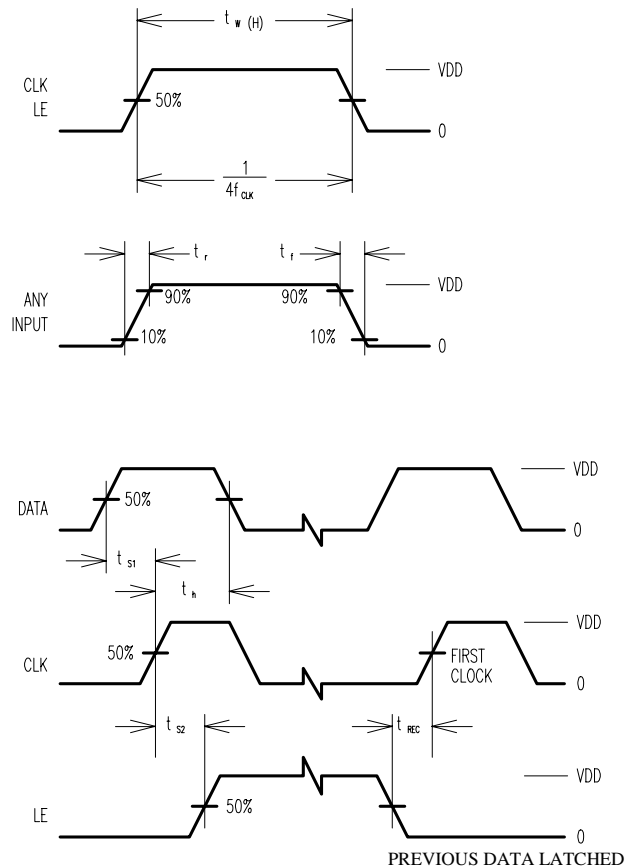 t w (H)
VDD
CLK
LE
50%
0
1
4f CLK
t r
t f
VDD
ANY
INPUT
90%
90%
10%
10%
0
VDD
DATA
50%
0
t S1
t h
VDD
CLK
50%
FIRST
CLOCK
0
t S2
t REC
VDD
LE
50%
0
PREVIOUS DATA LATCHED